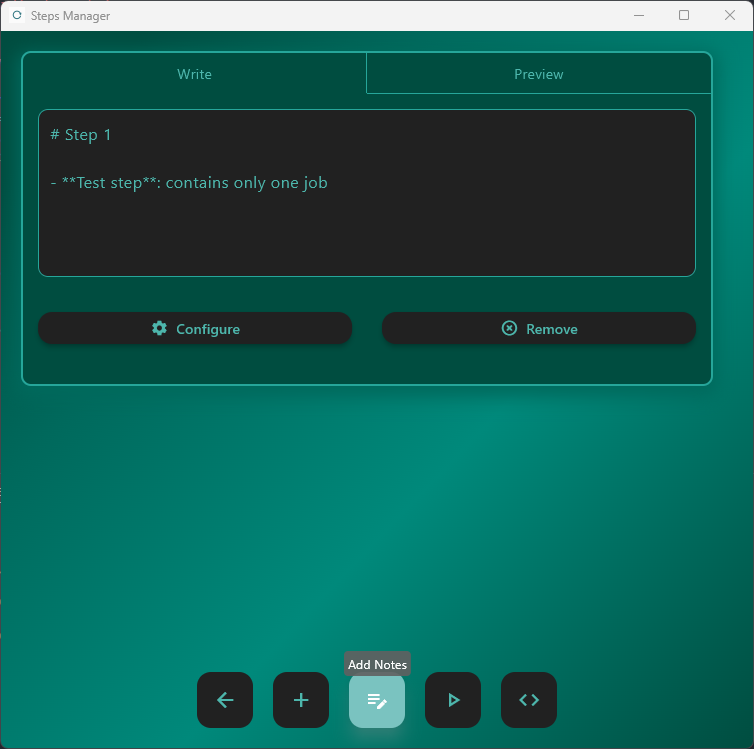 Steps Manager
Write
Preview
# Step 1
- **Test step**: contains only one job
Configure
Remove
Add Notes